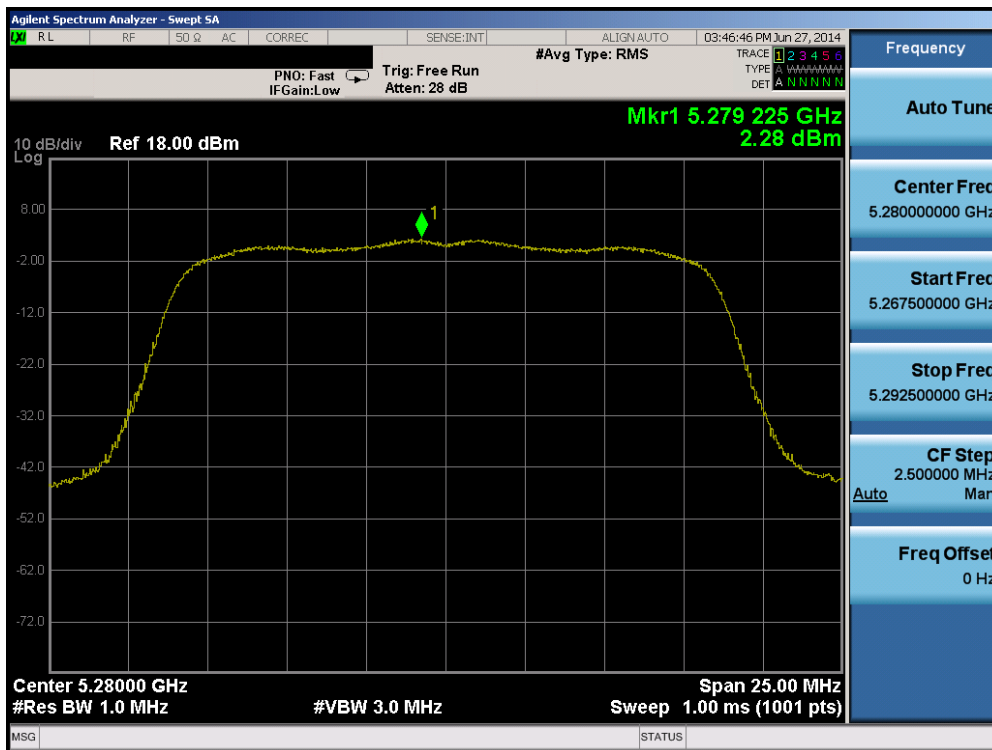 Agilent Spectrum Analyzer - Swept SA
LXI RL RF 50 Ω AC CORREC SENSE:INT ALIGN AUTO 03:46:46 PM Jun 27, 2014
#Avg Type: RMS TRACE 1 2 3 4 5 6
PNO: Fast Trig: Free Run TYPE A WWWWW
IFGain:Low Atten: 28 dB DET A N N N N N
Mkr1 5.279 225 GHz
2.28 dBm
10 dB/div Ref 18.00 dBm
Log
1
8.00
-2.00
-12.0
-22.0
-32.0
-42.0
-52.0
-62.0
-72.0
Center 5.28000 GHz Span 25.00 MHz
#Res BW 1.0 MHz #VBW 3.0 MHz Sweep 1.00 ms (1001 pts)
MSG STATUS
Frequency
Auto Tune
Center Freq
5.280000000 GHz
Start Freq
5.267500000 GHz
Stop Freq
5.292500000 GHz
CF Step
2.500000 MHz
Auto Man
Freq Offset
0 Hz